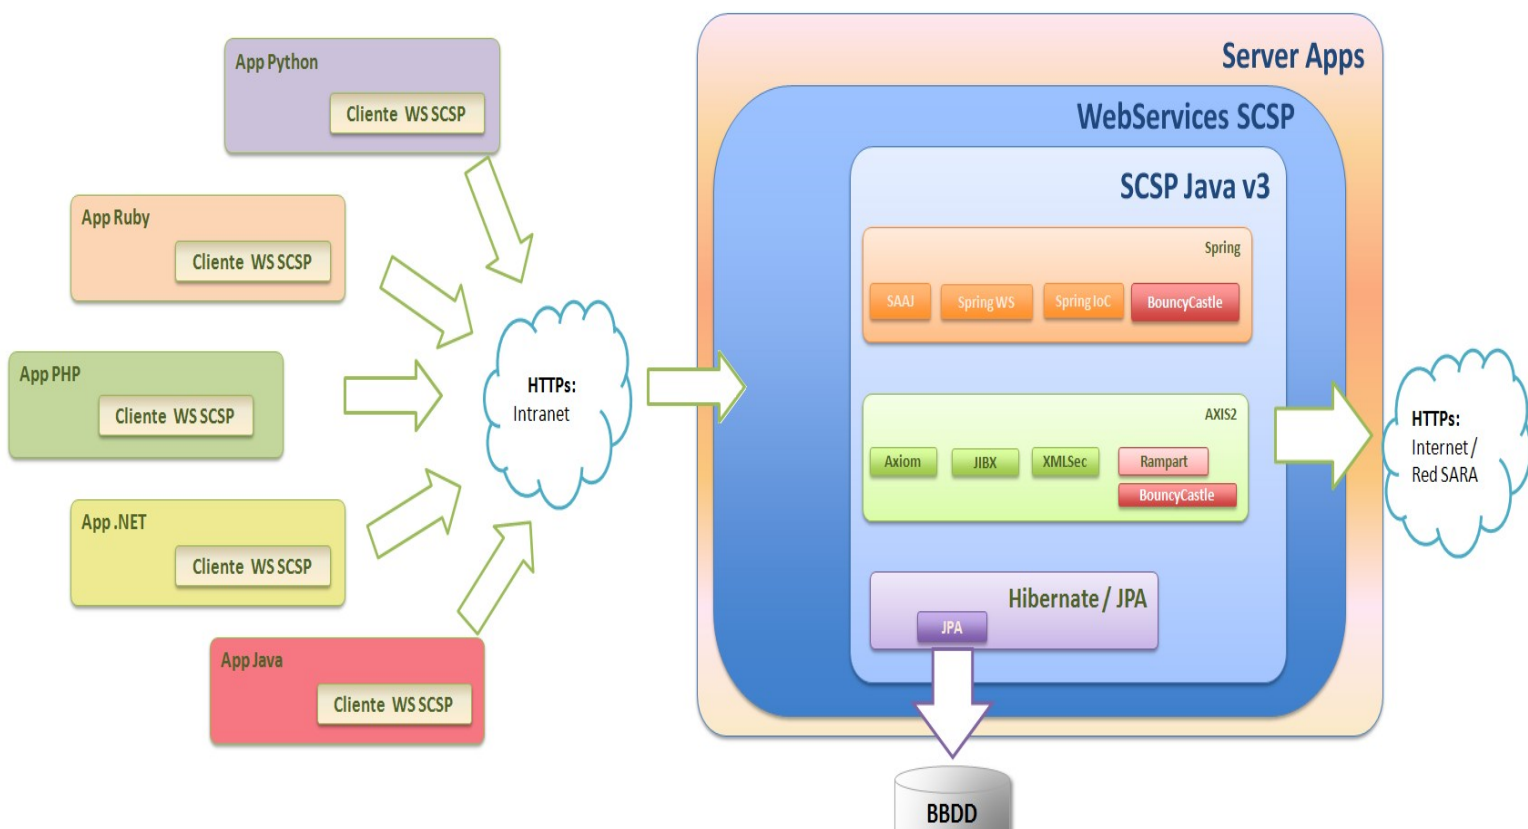 App Python
Cliente WS SCSP
App Ruby
Cliente WS SCSP
App PHP
Cliente WS SCSP
App .NET
Cliente WS SCSP
App Java
Cliente WS SCSP
HTTPs:
Intranet
Server Apps
WebServices SCSP
SCSP Java v3
Spring
SAAJ
Spring WS
Spring IoC
BouncyCastle
AXIS2
Axiom
JIBX
XMLSec
Rampart
BouncyCastle
Hibernate / JPA
JPA
BBDD
HTTPs:
Internet /
Red SARA